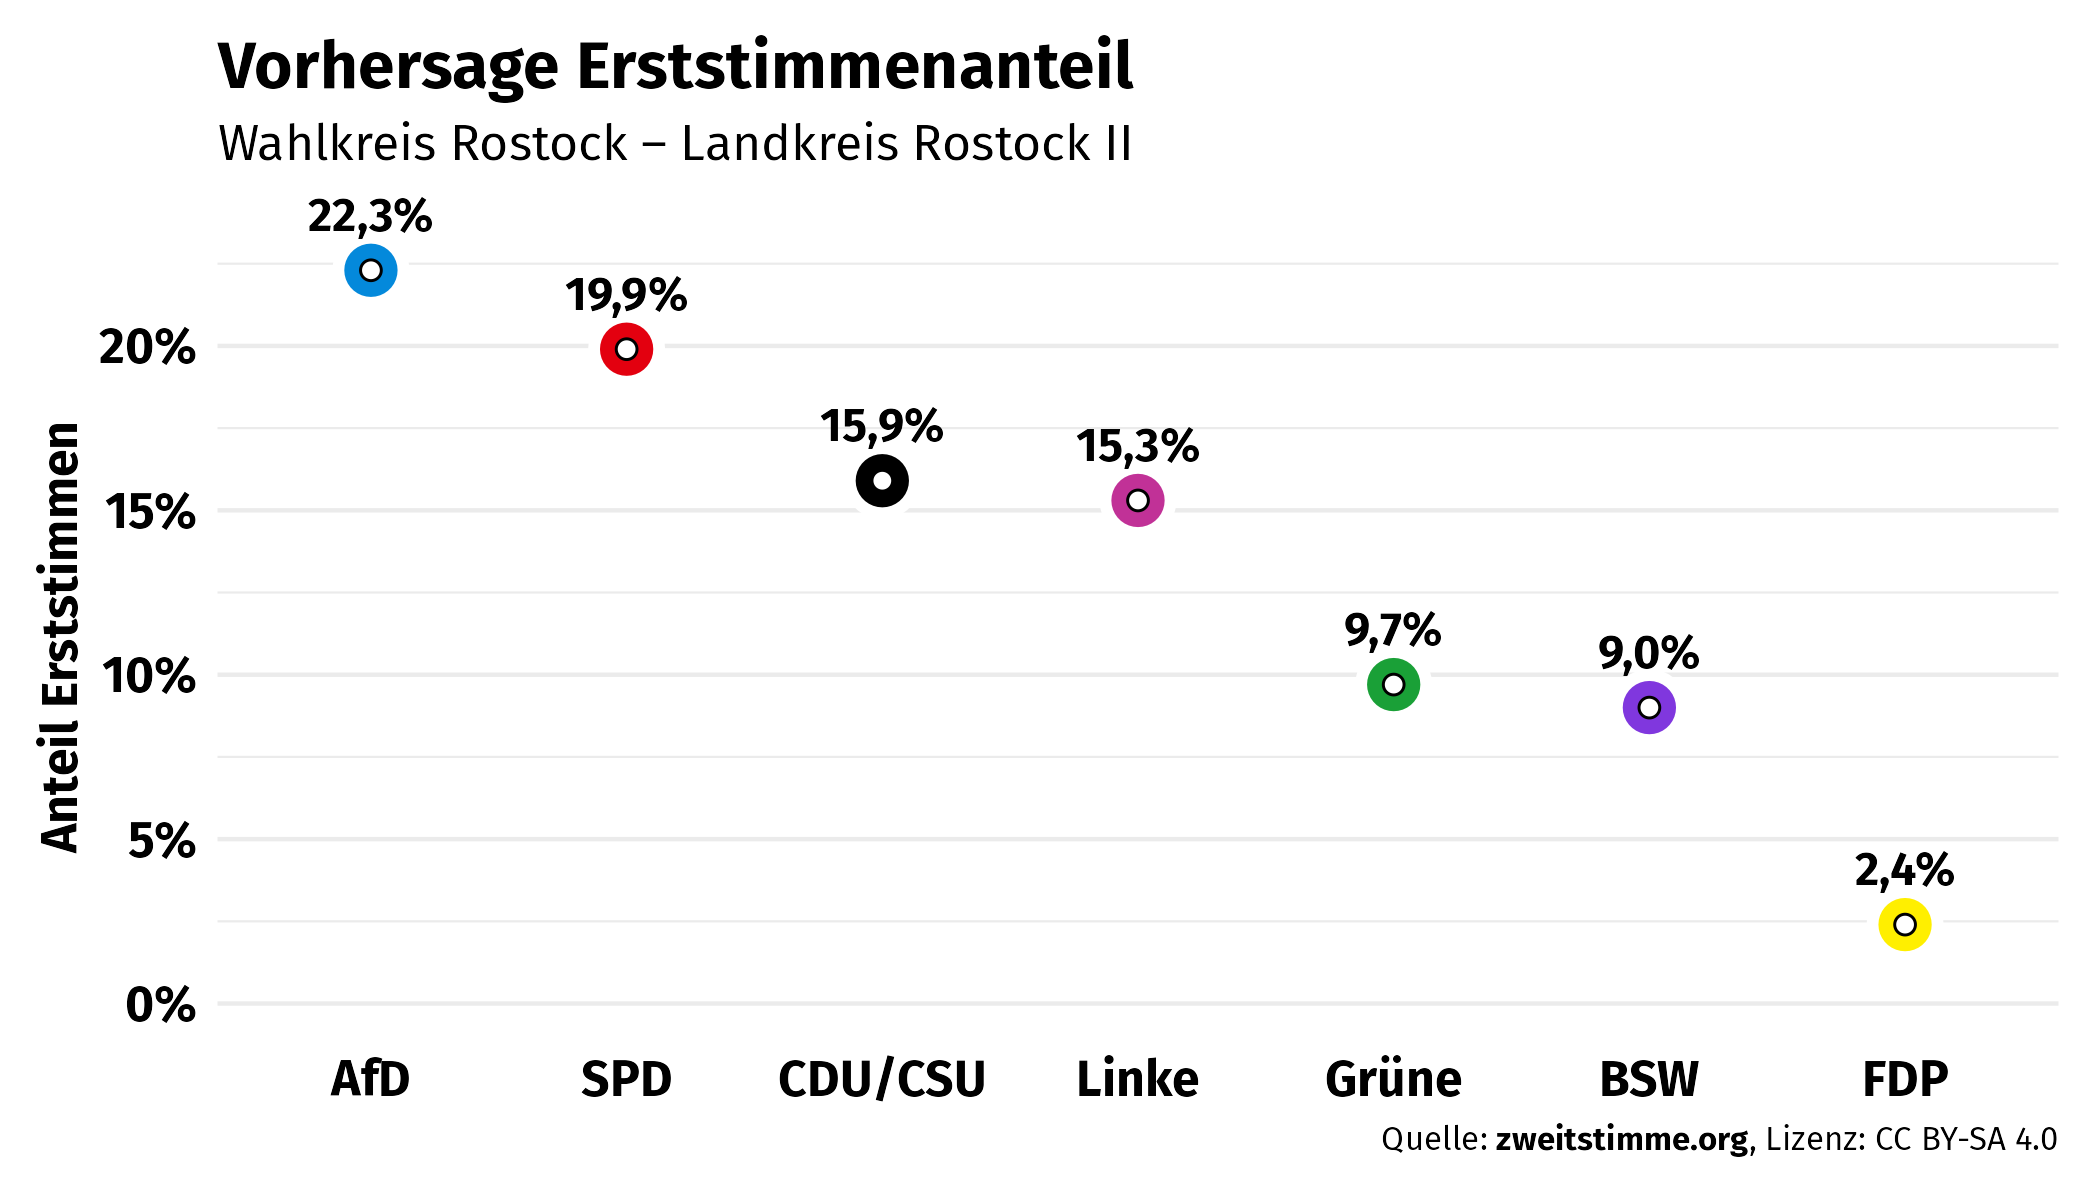 Vorhersage Erststimmenanteil
Wahlkreis Rostock – Landkreis Rostock II
22,3%
19,9%
15,9%
15,3%
9,7%
9,0%
2,4%
Anteil Erststimmen
20%
15%
10%
5%
0%
AfD SPD CDU/CSU Linke Grüne BSW FDP
Quelle: zweitstimme.org, Lizenz: CC BY-SA 4.0